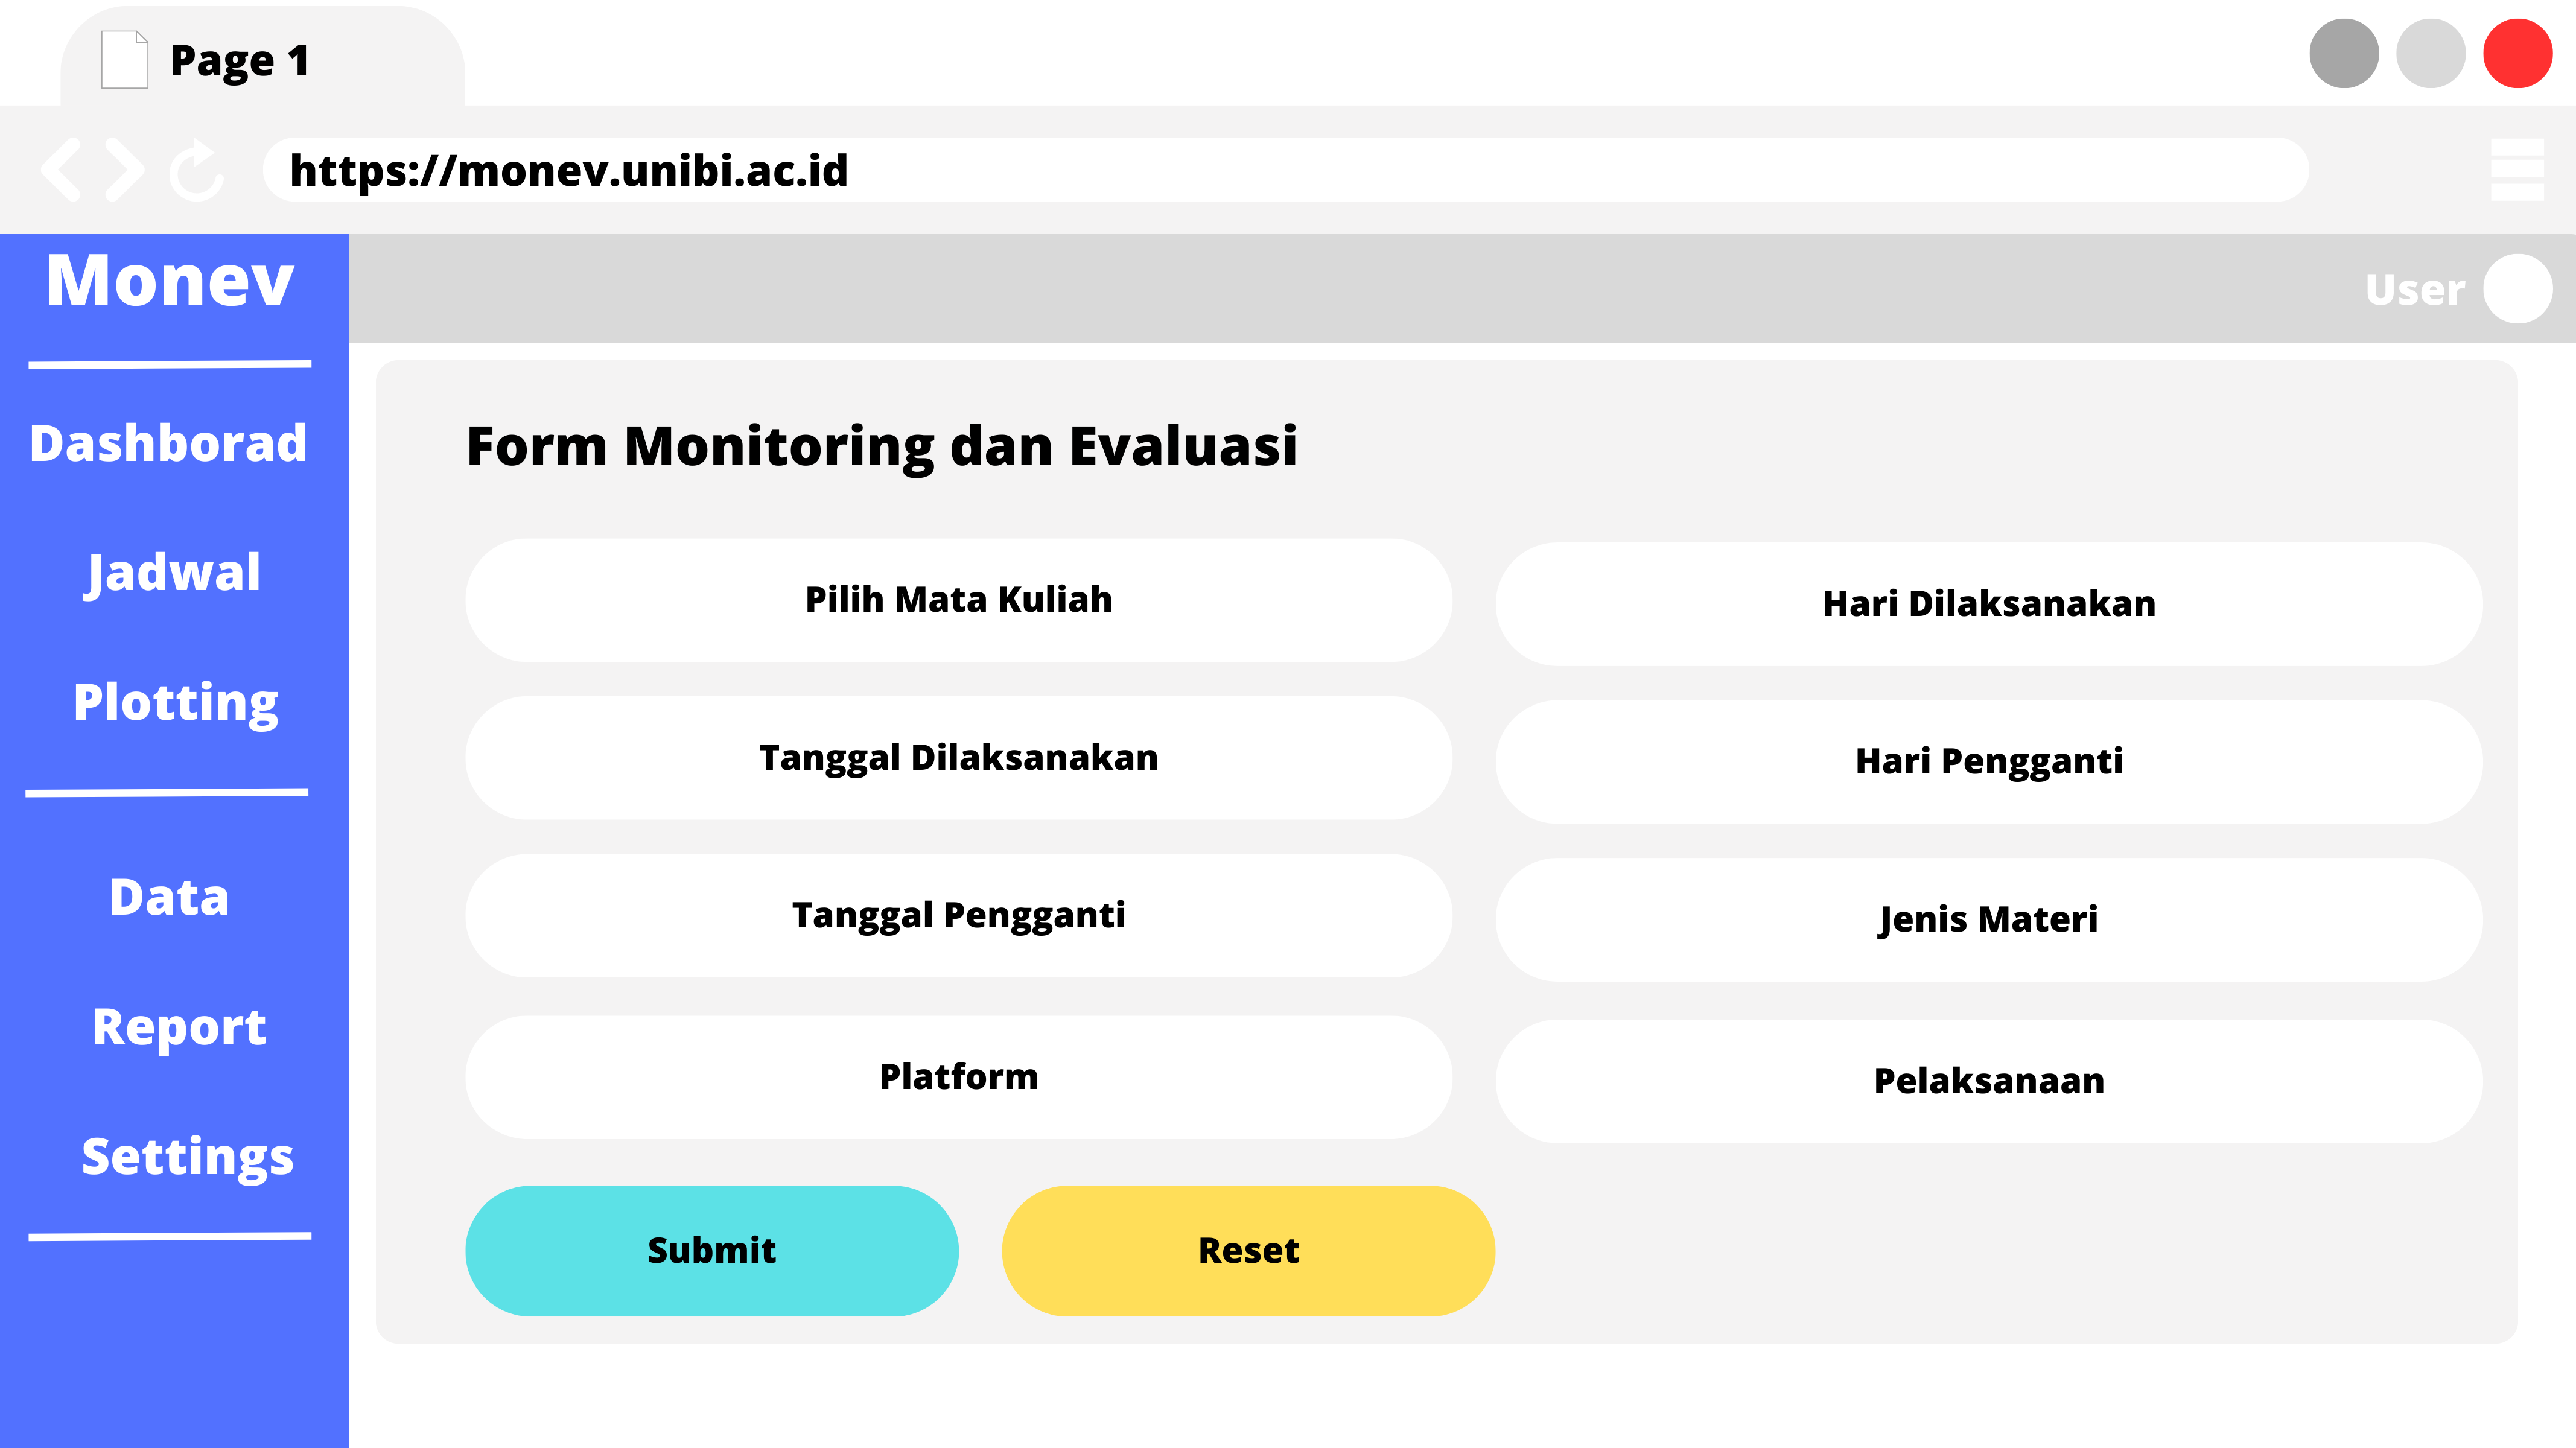 Page 1
https://monev.unibi.ac.id
Monev
User
Dashborad
Jadwal
Plotting
Data
Report
Settings
Form Monitoring dan Evaluasi
Pilih Mata Kuliah
Hari Dilaksanakan
Tanggal Dilaksanakan
Hari Pengganti
Tanggal Pengganti
Jenis Materi
Platform
Pelaksanaan
Submit
Reset